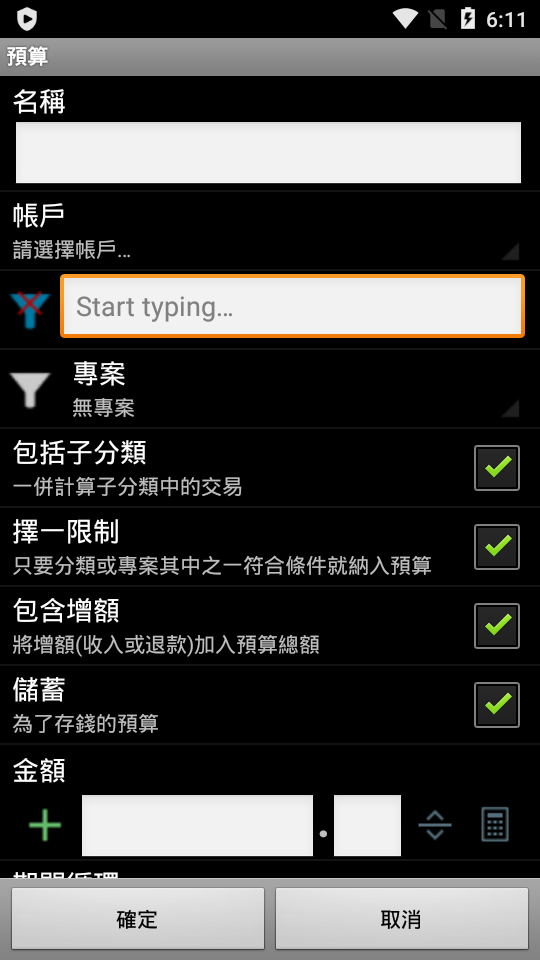 6:11
預算
名稱
帳戶
請選擇帳戶...
Start typing...
專案
無專案
包括子分類
一併計算子分類中的交易
擇一限制
只要分類或專案其中之一符合條件就納入預算
包含增額
將增額(收入或退款)加入預算總額
儲蓄
為了存錢的預算
金額
.
確定
取消